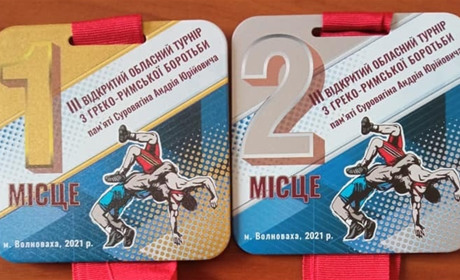 1
III ВІДКРИТИЙ ОБЛАСНИЙ ТУРНІР
З ГРЕКО-РИМСЬКОЇ БОРОТЬБИ
пам'яті Суровягіна Андрія Юрійовича
МІСЦЕ
м. Волноваха, 2021 р.
2
III ВІДКРИТИЙ ОБЛАСНИЙ ТУРНІР
З ГРЕКО-РИМСЬКОЇ БОРОТЬБИ
пам'яті Суровягіна Андрія Юрійовича
МІСЦЕ
м. Волноваха, 2021 р.